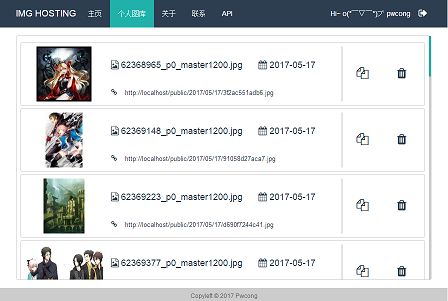 IMG HOSTING 主页 个人图库 关于 联系 API Hi~ o(*￣▽￣*)ブ pwcong
62368965_p0_master1200.jpg 2017-05-17
http://localhost/public/2017/05/17/3f2ac551adb6.jpg
62369148_p0_master1200.jpg 2017-05-17
http://localhost/public/2017/05/17/91058d27aca7.jpg
62369223_p0_master1200.jpg 2017-05-17
http://localhost/public/2017/05/17/d690f7244c41.jpg
62369377_p0_master1200.jpg 2017-05-17
Copyleft © 2017 Pwcong